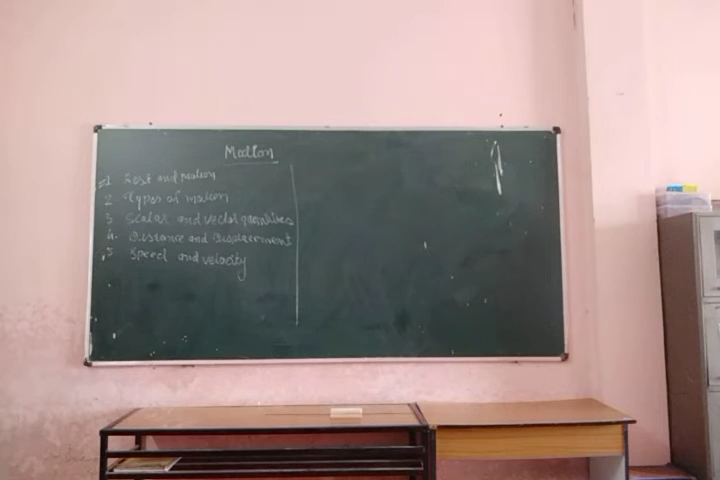 Motion
1 Rest and motion
2 Types of motion
3 Scalar and vector quantities
4. Distance and Displacement
5 Speed and velocity